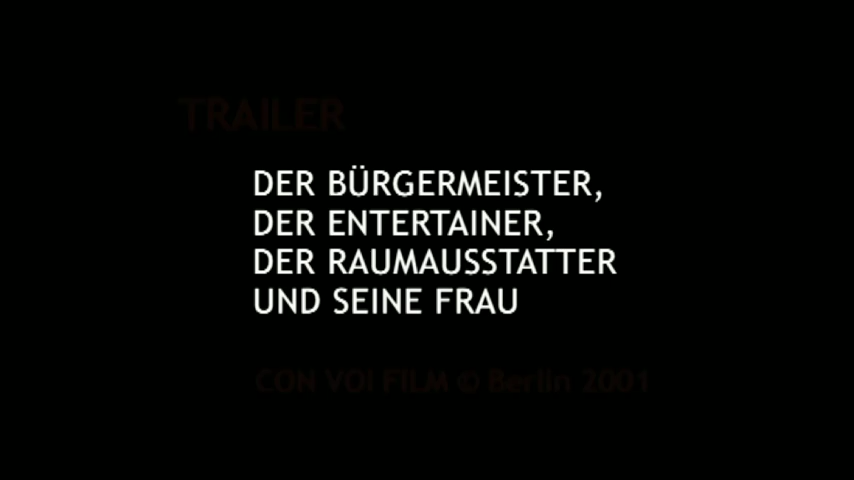 TRAILER
DER BÜRGERMEISTER,
DER ENTERTAINER,
DER RAUMAUSSTATTER
UND SEINE FRAU
CON VOI FILM © Berlin 2001